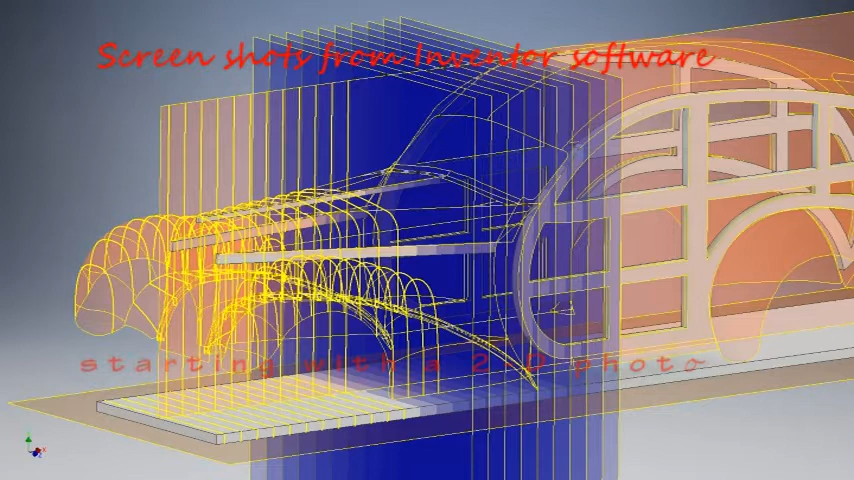 Screen shots from Inventor software
starting with a 2 D photo